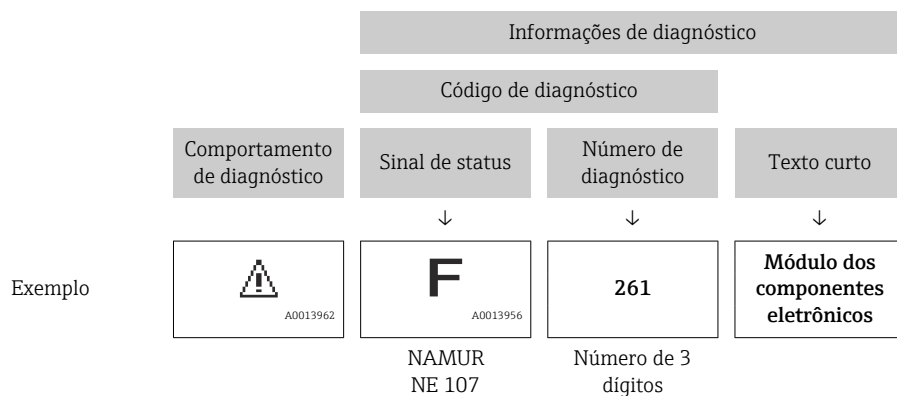 Informações de diagnóstico
Código de diagnóstico
Comportamento
de diagnóstico
Sinal de status
Número de
diagnóstico
Texto curto
↓
↓
↓
Exemplo
A0013962
F
A0013956
261
Módulo dos
componentes
eletrônicos
NAMUR
NE 107
Número de 3
dígitos